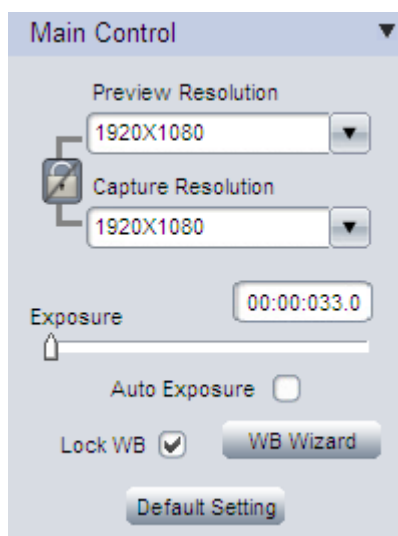 Main Control
Preview Resolution
1920X1080
Capture Resolution
1920X1080
00:00:033.0
Exposure
Auto Exposure
Lock WB
WB Wizard
Default Setting